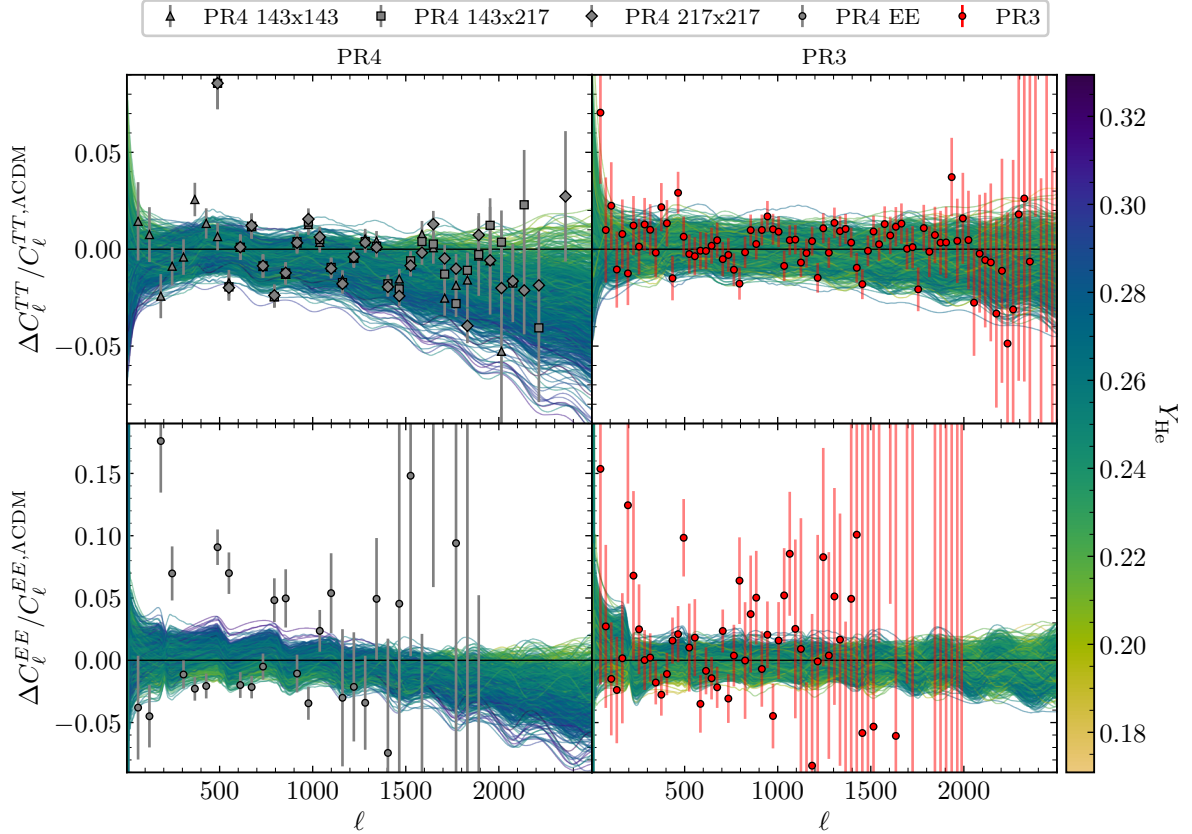 PR4 143x143 PR4 143x217 PR4 217x217 PR4 EE PR3
PR4 PR3
ΔC_ℓ^{TT} / C_ℓ^{TT,ΛCDM}
0.05
0.00
−0.05
ΔC_ℓ^{EE} / C_ℓ^{EE,ΛCDM}
0.15
0.10
0.05
0.00
−0.05
500 1000 1500 2000 500 1000 1500 2000
ℓ ℓ
0.32
0.30
0.28
0.26
0.24
0.22
0.20
0.18
Y_{He}